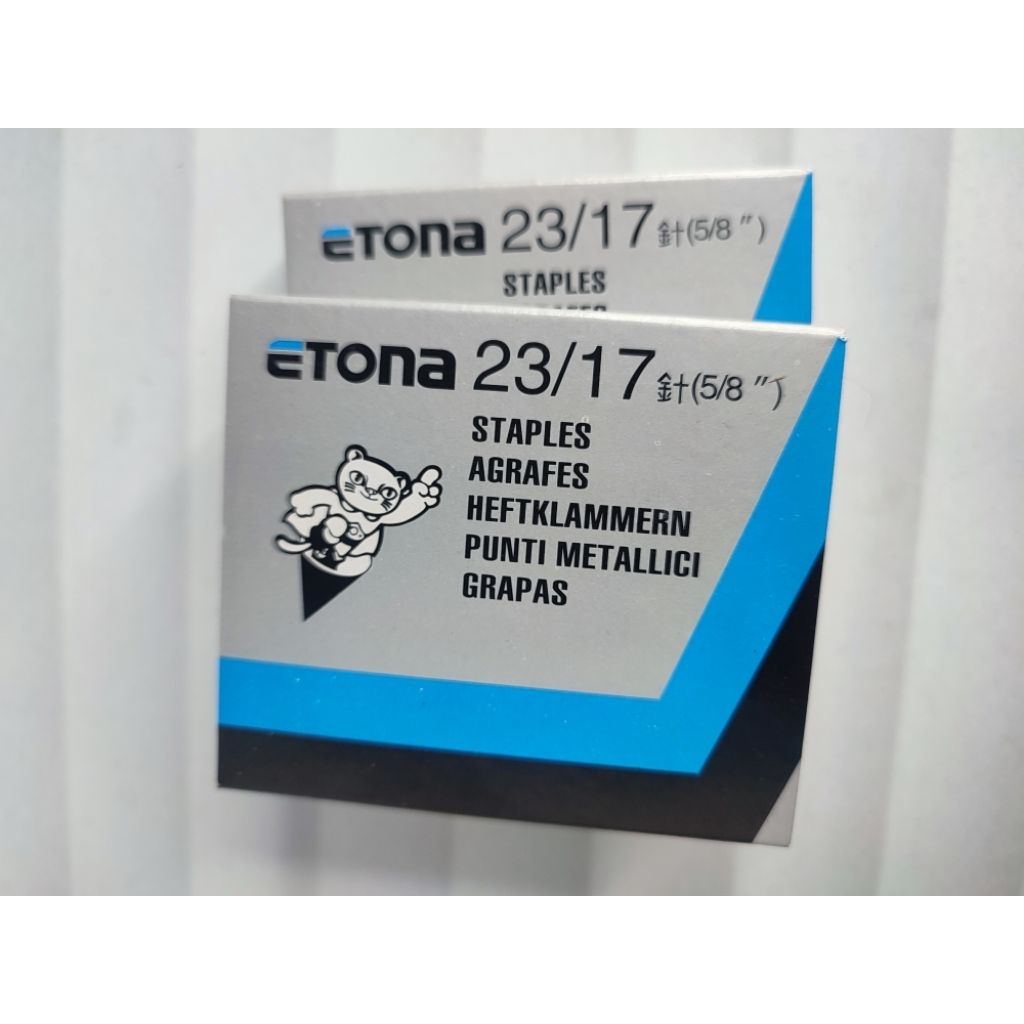 ETONA 23/17 針(5/8 ")
STAPLES
ETONA 23/17 針(5/8 ")
STAPLES
AGRAFES
HEFTKLAMMERN
PUNTI METALLICI
GRAPAS